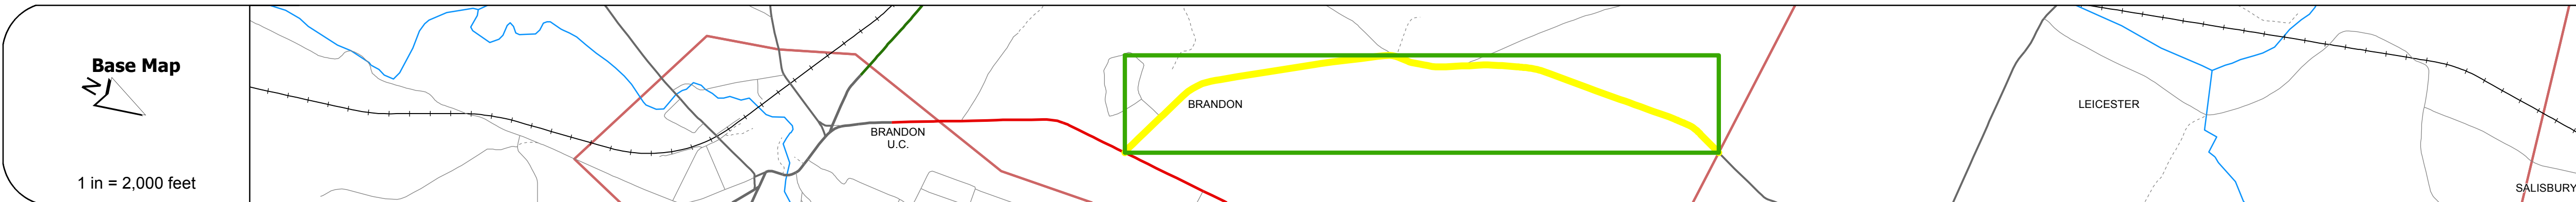 Base Map
N
1 in = 2,000 feet
BRANDON
U.C.
BRANDON
LEICESTER
SALISBURY